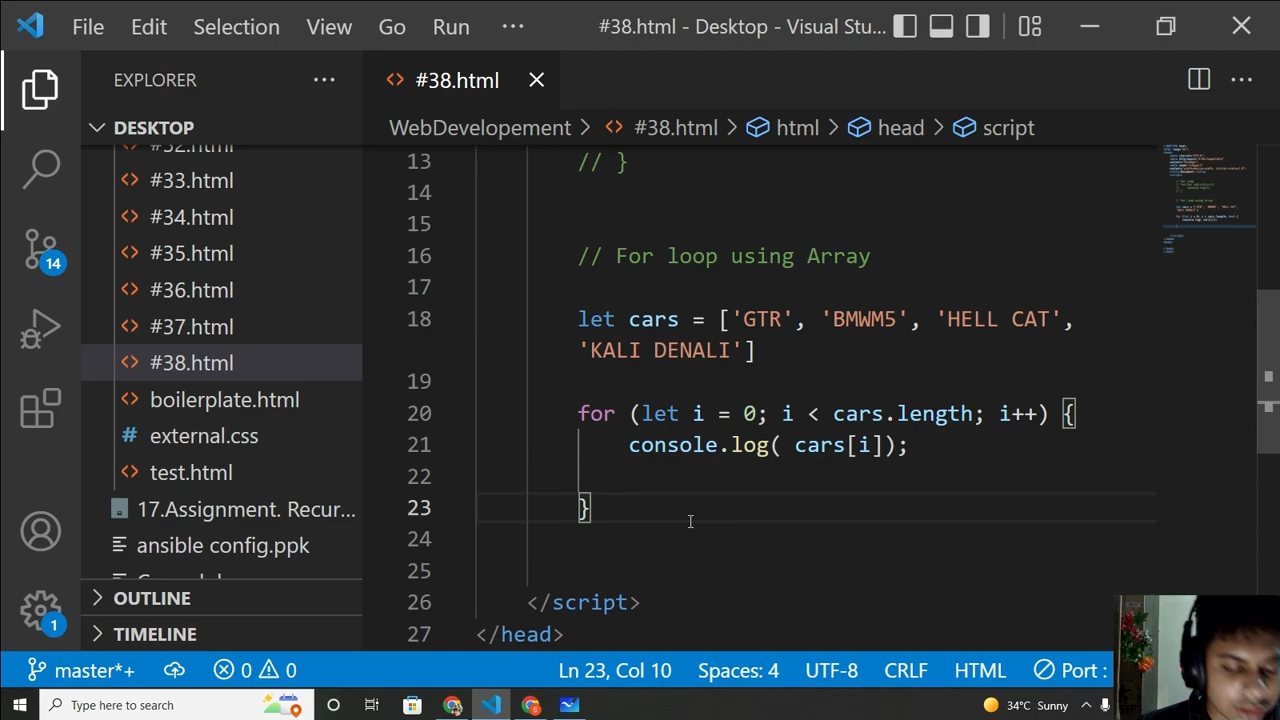 File Edit Selection View Go Run ··· #38.html - Desktop - Visual Stu...
EXPLORER ···
#38.html
DESKTOP
WebDevelopement > #38.html > html > head > script
#32.html
#33.html
#34.html
#35.html
#36.html
#37.html
#38.html
boilerplate.html
external.css
test.html
17.Assignment. Recur...
ansible config.ppk
OUTLINE
TIMELINE
14
1
13 // }
14
15
16 // For loop using Array
17
18 let cars = ['GTR', 'BMWM5', 'HELL CAT',
'KALI DENALI']
19
20 for (let i = 0; i < cars.length; i++) {
21 console.log( cars[i]);
22
23 }
24
25
26 </script>
27 </head>
master*+ 0 0 Ln 23, Col 10 Spaces: 4 UTF-8 CRLF HTML Port :
Type here to search 34°C Sunny